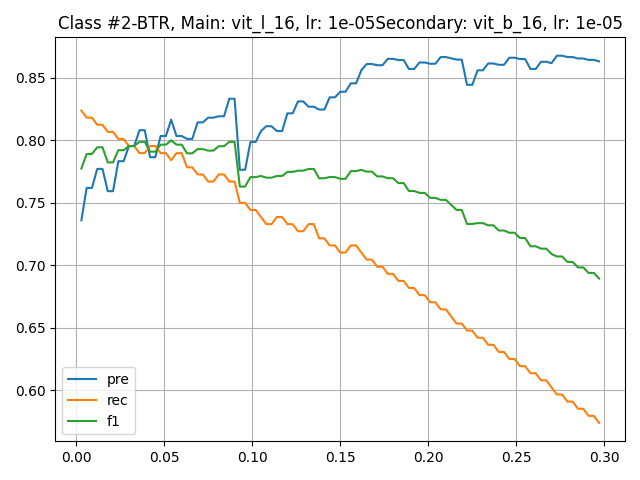 Class #2-BTR, Main: vit_l_16, lr: 1e-05Secondary: vit_b_16, lr: 1e-05
0.85
0.80
0.75
0.70
0.65
0.60
pre
rec
f1
0.00 0.05 0.10 0.15 0.20 0.25 0.30